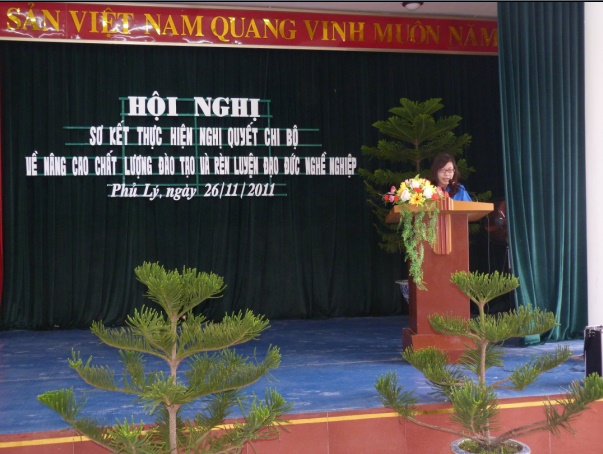 SẢN VIỆT NAM QUANG VINH MUÔN NĂM
HỘI NGHỊ
SƠ KẾT THỰC HIỆN NGHỊ QUYẾT CHI BỘ
VỀ NÂNG CAO CHẤT LƯỢNG ĐÀO TẠO VÀ RÈN LUYỆN ĐẠO ĐỨC NGHỀ NGHIỆP
Phủ Lý, ngày 26/11/2011